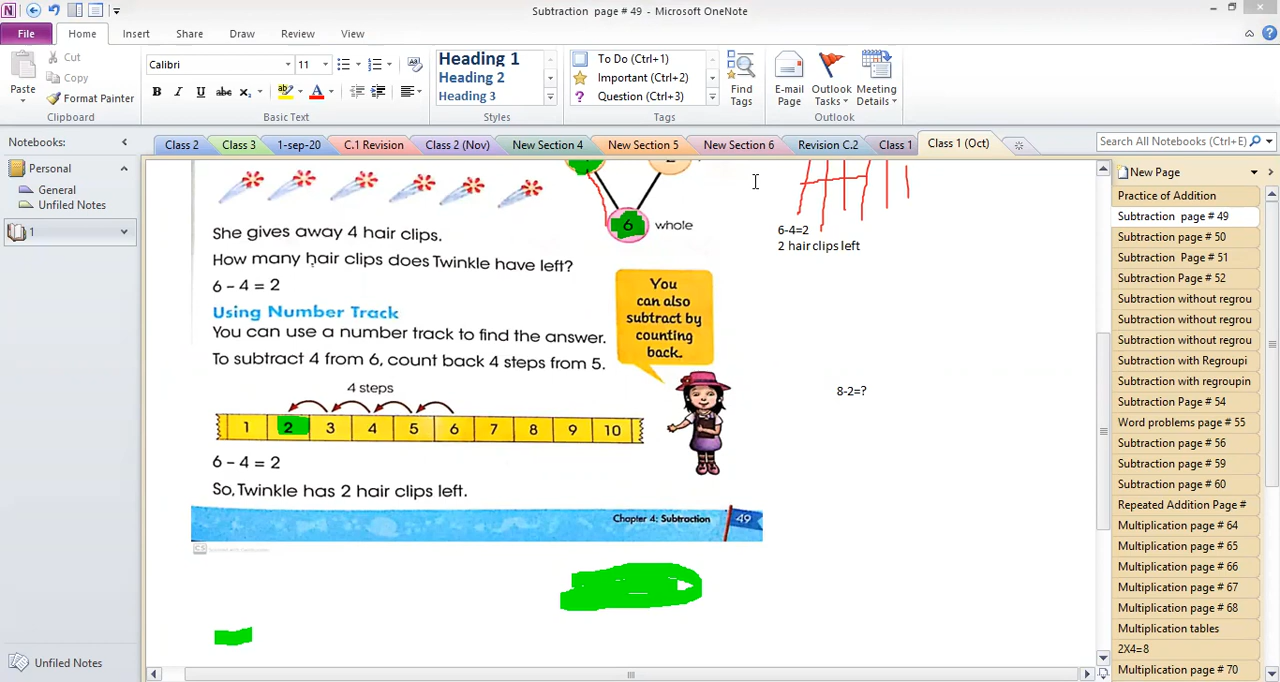 Subtraction page # 49 - Microsoft OneNote
File Home Insert Share Draw Review View
Cut
Copy
Format Painter
Paste
Clipboard
Calibri 11
B I U abc X₂
Basic Text
Heading 1
Heading 2
Heading 3
Styles
To Do (Ctrl+1)
Important (Ctrl+2)
Question (Ctrl+3)
Tags
Find Tags
E-mail Page
Outlook Tasks
Meeting Details
Outlook
Notebooks:
Class 2 Class 3 1-sep-20 C.1 Revision Class 2 (Nov) New Section 4 New Section 5 New Section 6 Revision C.2 Class 1 Class 1 (Oct)
Search All Notebooks (Ctrl+E)
Personal
General
Unfiled Notes
1
Unfiled Notes
6 whole
She gives away 4 hair clips.
How many hair clips does Twinkle have left?
6 - 4 = 2
Using Number Track
You can use a number track to find the answer.
To subtract 4 from 6, count back 4 steps from 5.
4 steps
1 2 3 4 5 6 7 8 9 10
6 - 4 = 2
So, Twinkle has 2 hair clips left.
You
can also
subtract by
counting
back.
Chapter 4: Subtraction 49
CS
6-4=2
2 hair clips left
8-2=?
New Page
Practice of Addition
Subtraction page # 49
Subtraction page # 50
Subtraction Page # 51
Subtraction Page # 52
Subtraction without regrou
Subtraction without regrou
Subtraction without regrou
Subtraction with Regroupi
Subtraction with regroupin
Subtraction Page # 54
Word problems page # 55
Subtraction page # 56
Subtraction page # 59
Subtraction page # 60
Repeated Addition Page #
Multiplication page # 64
Multiplication page # 65
Multiplication page # 66
Multiplication page # 67
Multiplication page # 68
Multiplication tables
2X4=8
Multiplication page # 70